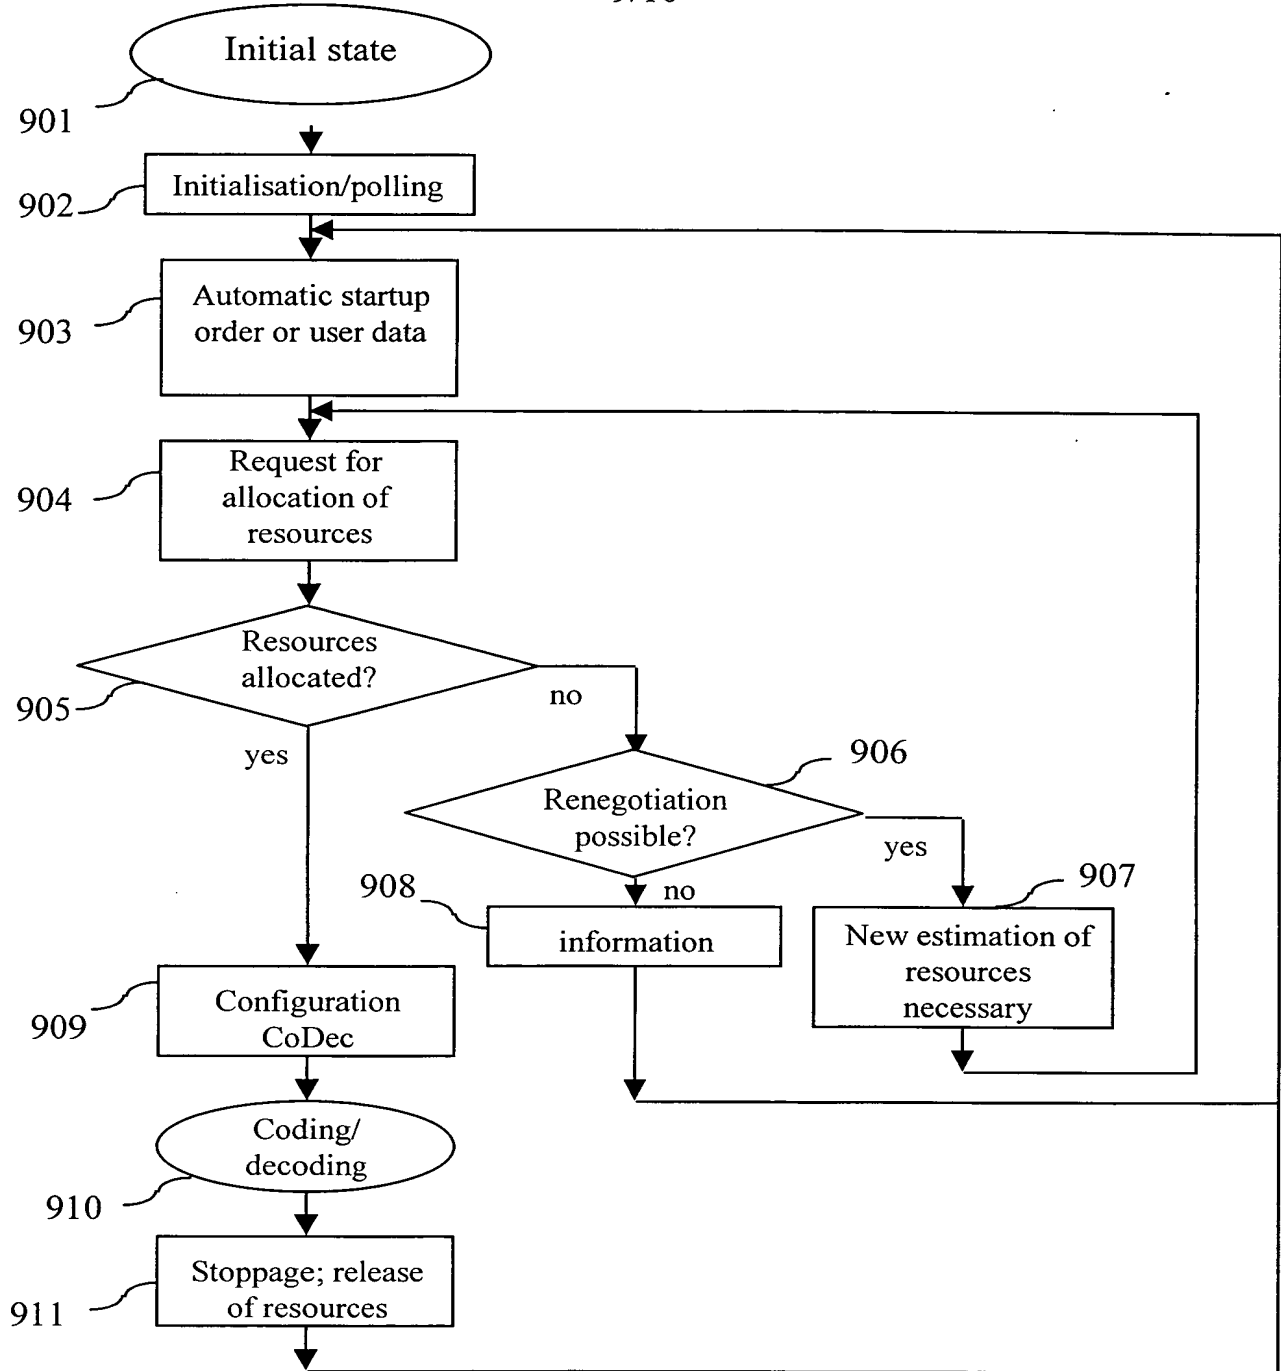 Initial state
901
Initialisation/polling
902
Automatic startup
order or user data
903
Request for
allocation of
resources
904
Resources
allocated?
905
no
yes
906
Renegotiation
possible?
yes
908
no
907
information
New estimation of
resources
necessary
Configuration
CoDec
909
Coding/
decoding
910
Stoppage; release
of resources
911